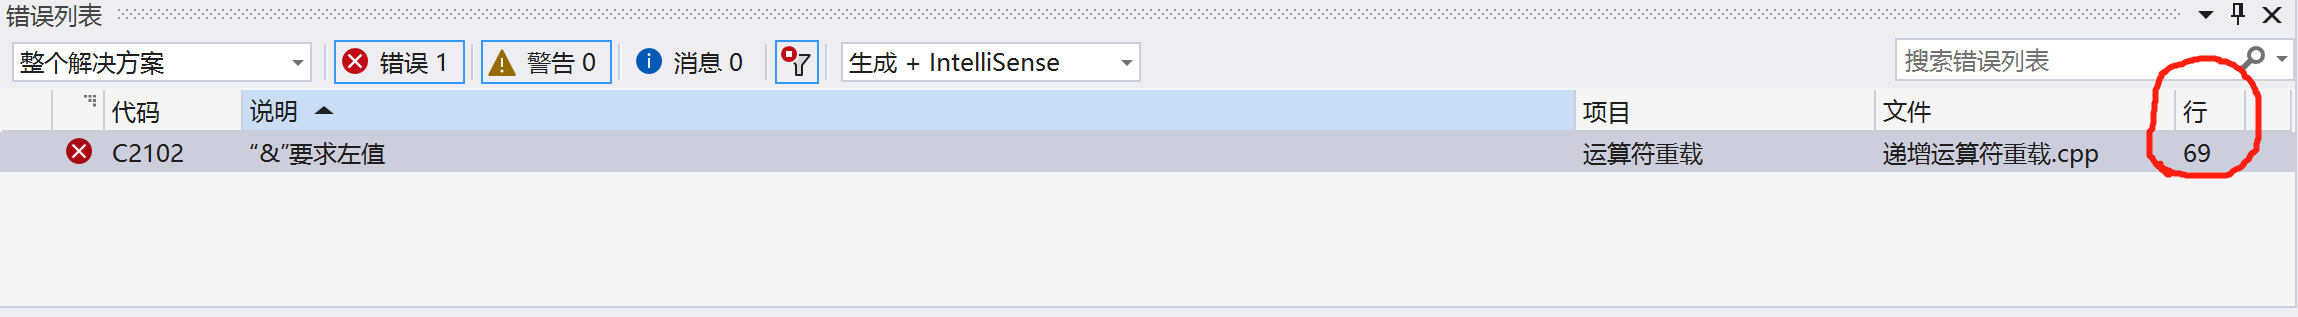 错误列表
整个解决方案 错误 1 警告 0 消息 0 生成 + IntelliSense 搜索错误列表
代码 说明 项目 文件 行
C2102 “&”要求左值 运算符重载 递增运算符重载.cpp 69